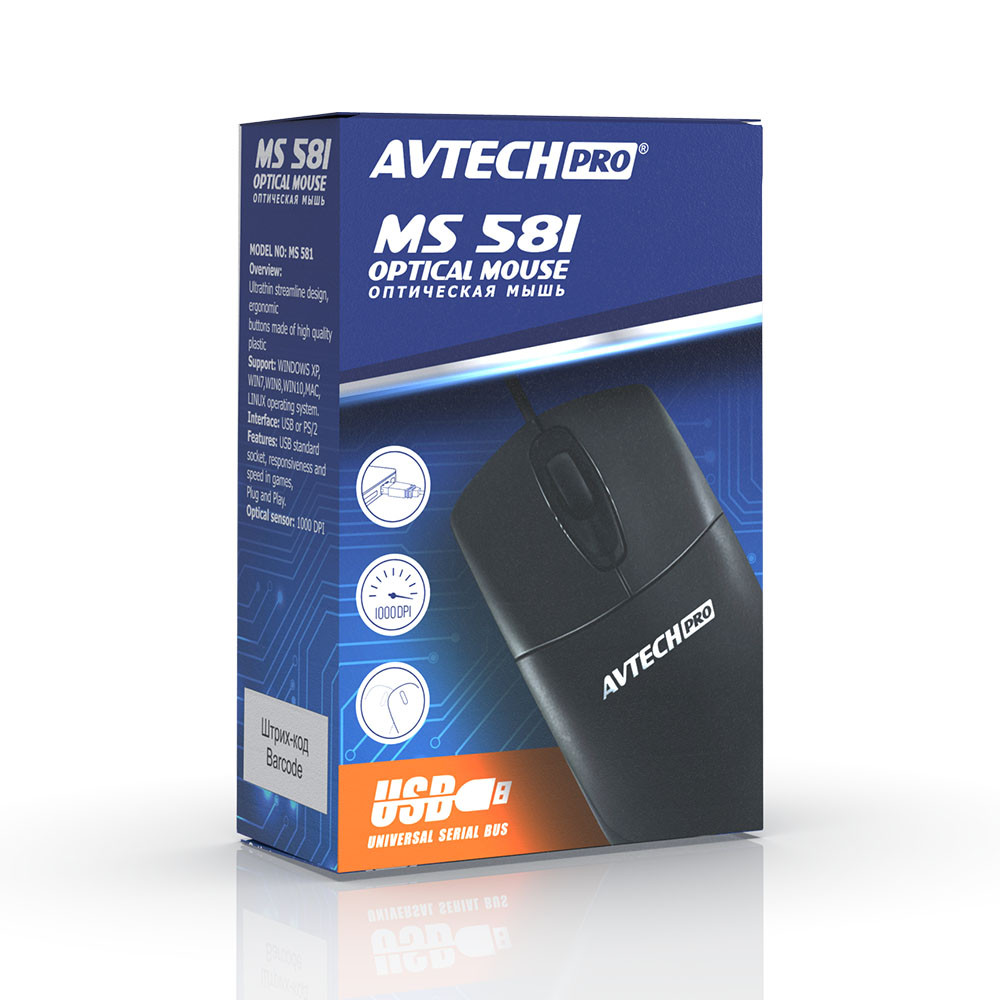 MS 581
OPTICAL MOUSE
ОПТИЧЕСКАЯ МЫШЬ
MODEL NO: MS 581
Overview:
Ultrathin streamline design,
ergonomic
buttons made of high quality
plastic
Support: WINDOWS XP,
WIN7,WIN8,WIN10,MAC,
LINUX operating system.
Interface: USB or PS/2
Features: USB standard
socket, responsiveness and
speed in games,
Plug and Play.
Optical sensor: 1000 DPI
Штрих-код
Barcode
AVTECH PRO®
MS 581
OPTICAL MOUSE
ОПТИЧЕСКАЯ МЫШЬ
1000DPI
AVTECH PRO
USB
UNIVERSAL SERIAL BUS